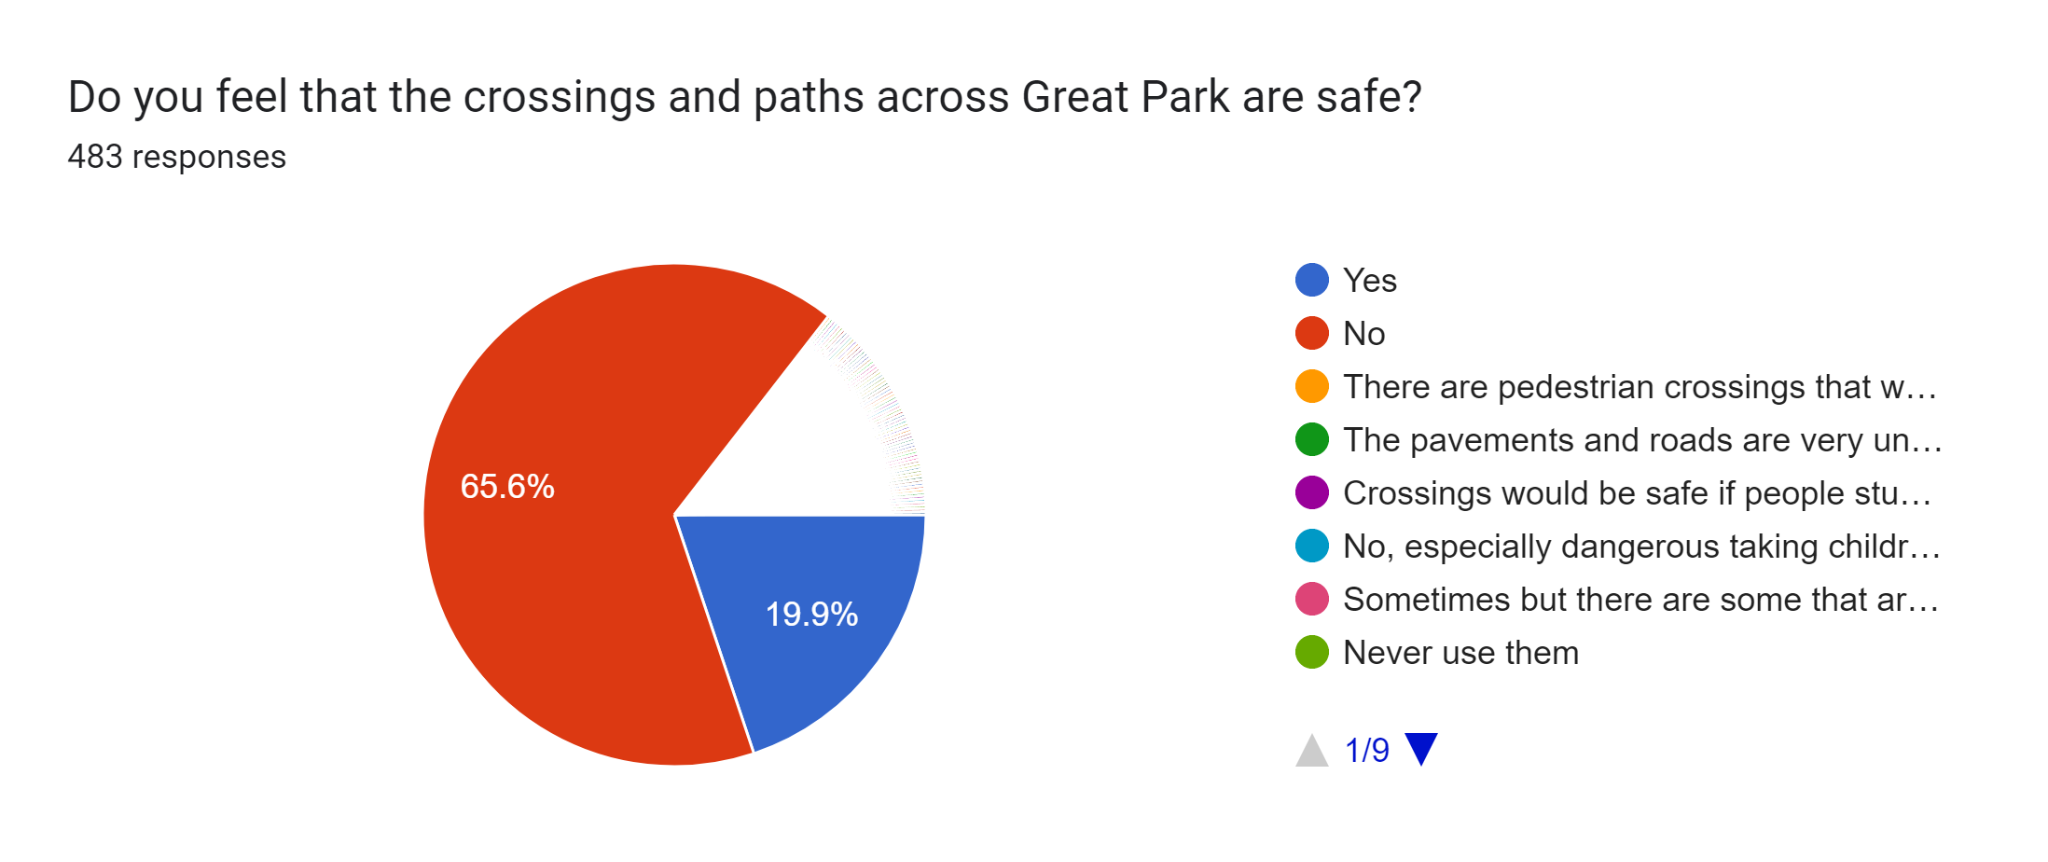 Do you feel that the crossings and paths across Great Park are safe?
483 responses
65.6%
19.9%
Yes
No
There are pedestrian crossings that w…
The pavements and roads are very un…
Crossings would be safe if people stu…
No, especially dangerous taking childr…
Sometimes but there are some that ar…
Never use them
1/9